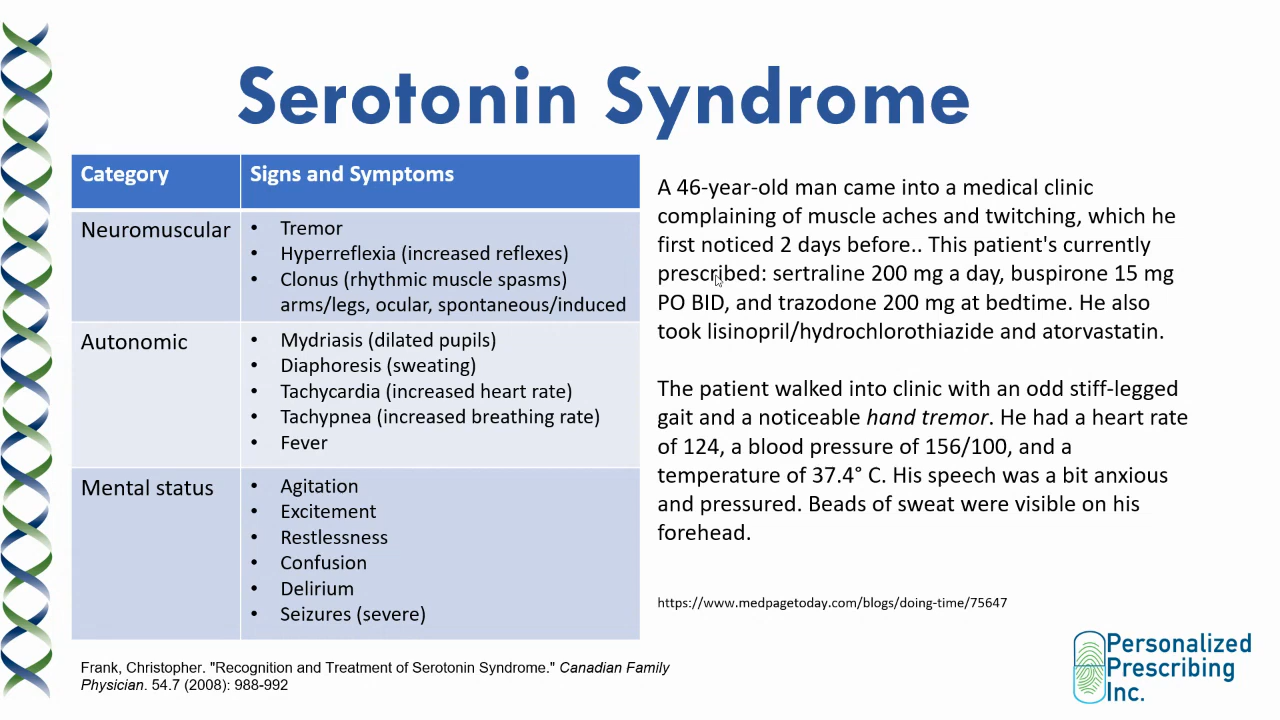 Serotonin Syndrome
Category
Signs and Symptoms
Neuromuscular
• Tremor
• Hyperreflexia (increased reflexes)
• Clonus (rhythmic muscle spasms)
arms/legs, ocular, spontaneous/induced
Autonomic
• Mydriasis (dilated pupils)
• Diaphoresis (sweating)
• Tachycardia (increased heart rate)
• Tachypnea (increased breathing rate)
• Fever
Mental status
• Agitation
• Excitement
• Restlessness
• Confusion
• Delirium
• Seizures (severe)
Frank, Christopher. "Recognition and Treatment of Serotonin Syndrome." Canadian Family
Physician. 54.7 (2008): 988-992
A 46-year-old man came into a medical clinic
complaining of muscle aches and twitching, which he
first noticed 2 days before.. This patient's currently
prescribed: sertraline 200 mg a day, buspirone 15 mg
PO BID, and trazodone 200 mg at bedtime. He also
took lisinopril/hydrochlorothiazide and atorvastatin.
The patient walked into clinic with an odd stiff-legged
gait and a noticeable hand tremor. He had a heart rate
of 124, a blood pressure of 156/100, and a
temperature of 37.4° C. His speech was a bit anxious
and pressured. Beads of sweat were visible on his
forehead.
https://www.medpagetoday.com/blogs/doing-time/75647
Personalized
Prescribing
Inc.